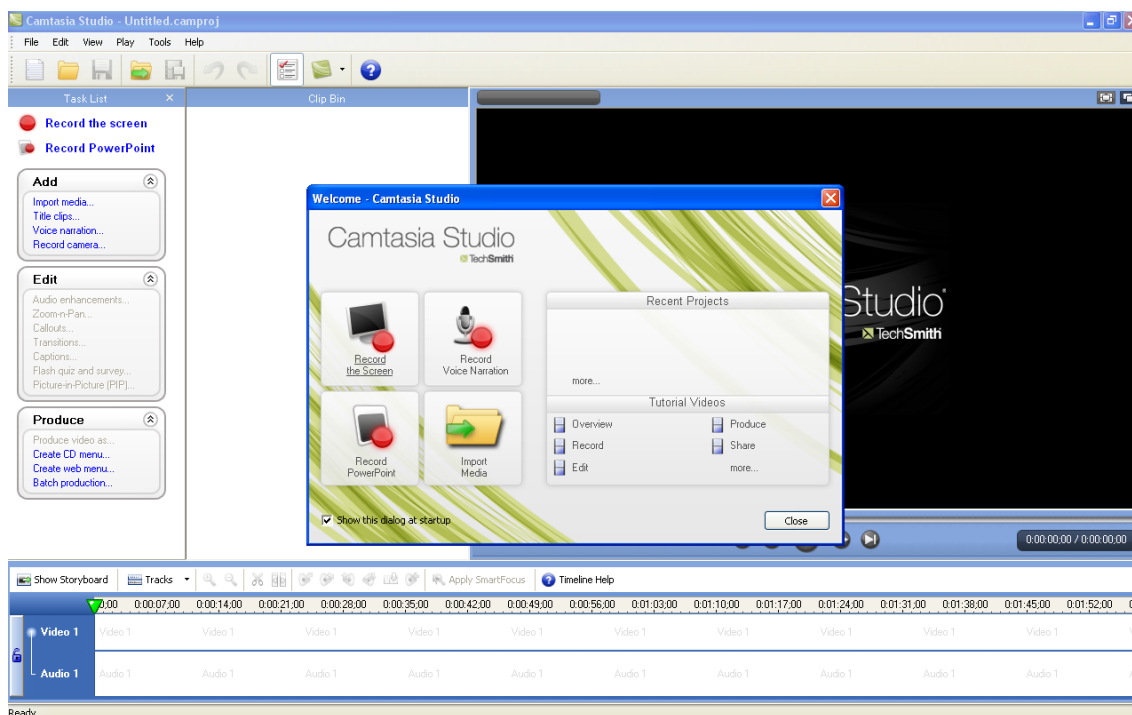 Camtasia Studio - Untitled.camproj
File Edit View Play Tools Help
Task List
Clip Bin
Record the screen
Record PowerPoint
Add
Import media...
Title clips...
Voice narration...
Record camera...
Edit
Audio enhancements...
Zoom-n-Pan...
Callouts...
Transitions...
Captions...
Flash quiz and survey...
Picture-in-Picture (PIP)...
Produce
Produce video as...
Create CD menu...
Create web menu...
Batch production...
Welcome - Camtasia Studio
Camtasia Studio
TechSmith
Record
the Screen
Record
Voice Narration
Record
PowerPoint
Import
Media
Show this dialog at startup
Recent Projects
more...
Tutorial Videos
Overview Produce
Record Share
Edit more...
Close
Studio
TechSmith
0:00:00;00 / 0:00:00;00
Show Storyboard Tracks Apply SmartFocus Timeline Help
0;00 0:00:07;00 0:00:14;00 0:00:21;00 0:00:28;00 0:00:35;00 0:00:42;00 0:00:49;00 0:00:56;00 0:01:03;00 0:01:10;00 0:01:17;00 0:01:24;00 0:01:31;00 0:01:38;00 0:01:45;00 0:01:52;00
Video 1 Video 1 Video 1 Video 1 Video 1 Video 1 Video 1 Video 1 Video 1 Video 1 Video 1
Audio 1 Audio 1 Audio 1 Audio 1 Audio 1 Audio 1 Audio 1 Audio 1 Audio 1 Audio 1 Audio 1
Ready